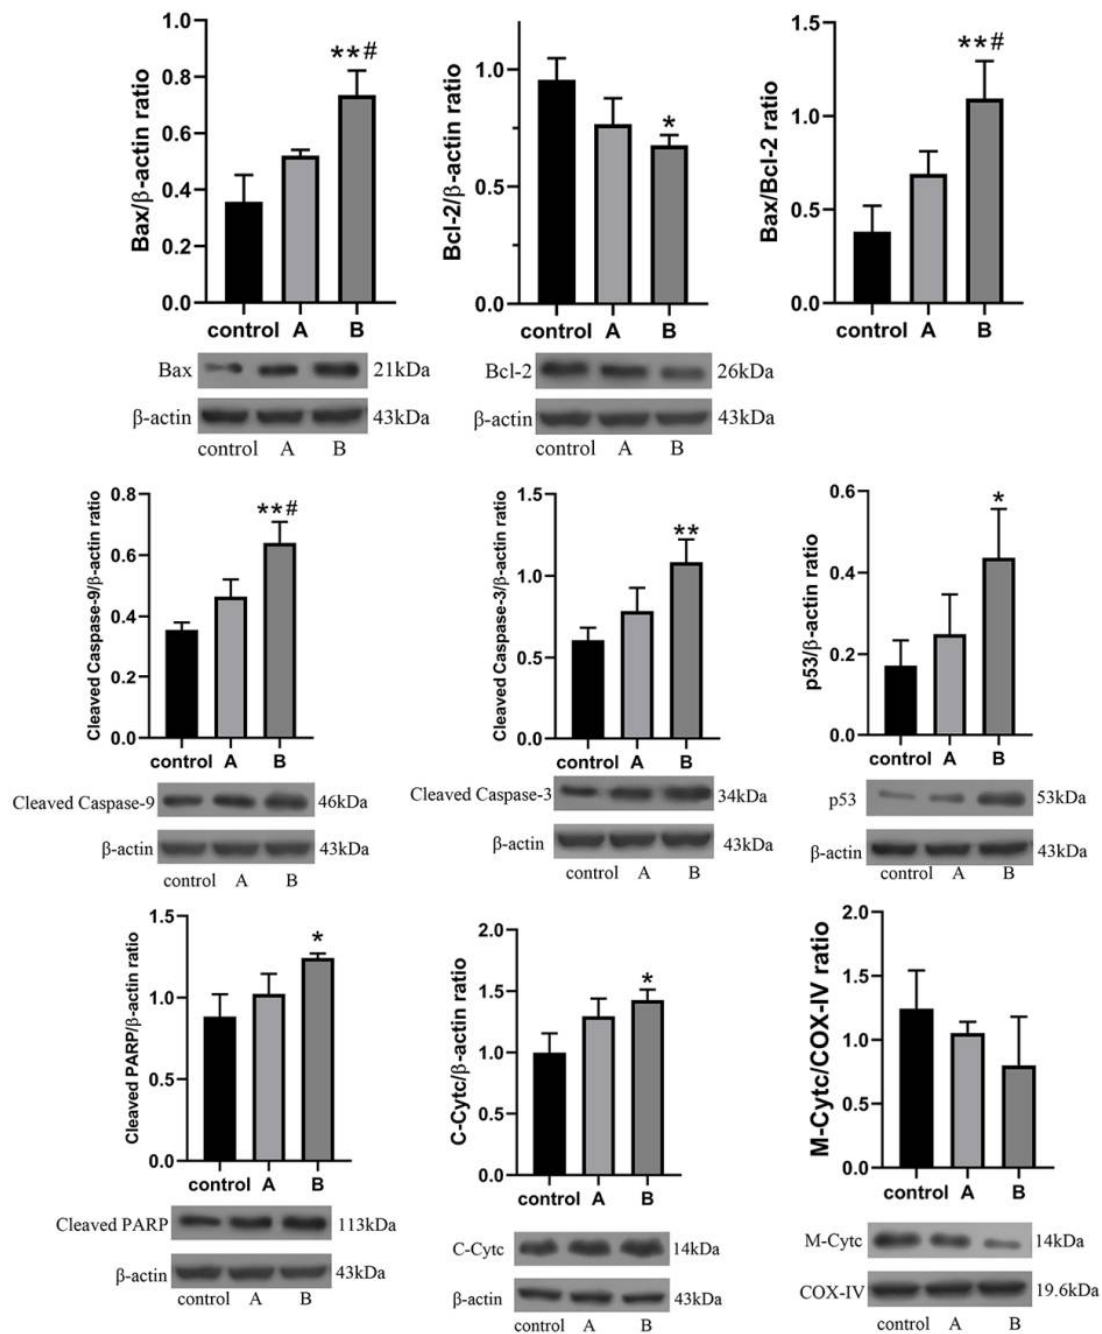 Bax/β-actin ratio
1.0
0.8
0.6
0.4
0.2
0.0
**#
control A B
Bax 21kDa
β-actin 43kDa
control A B
Bcl-2/β-actin ratio
1.0
0.5
0.0
*
control A B
Bcl-2 26kDa
β-actin 43kDa
control A B
Bax/Bcl-2 ratio
1.5
1.0
0.5
0.0
**#
control A B
Cleaved Caspase-9/β-actin ratio
0.8
0.6
0.4
0.2
0.0
**#
control A B
Cleaved Caspase-9 46kDa
β-actin 43kDa
control A B
Cleaved Caspase-3/β-actin ratio
1.5
1.0
0.5
0.0
**
control A B
Cleaved Caspase-3 34kDa
β-actin 43kDa
control A B
p53/β-actin ratio
0.6
0.4
0.2
0.0
*
control A B
p53 53kDa
β-actin 43kDa
control A B
Cleaved PARP/β-actin ratio
1.5
1.0
0.5
0.0
*
control A B
Cleaved PARP 113kDa
β-actin 43kDa
control A B
C-Cytc/β-actin ratio
2.0
1.5
1.0
0.5
0.0
*
control A B
C-Cytc 14kDa
β-actin 43kDa
control A B
M-Cytc/COX-IV ratio
2.0
1.5
1.0
0.5
0.0
control A B
M-Cytc 14kDa
COX-IV 19.6kDa
control A B